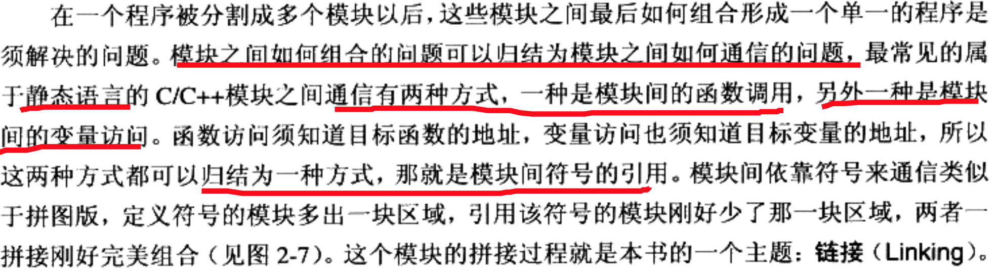 在一个程序被分割成多个模块以后，这些模块之间最后如何组合形成一个单一的程序是
须解决的问题。模块之间如何组合的问题可以归结为模块之间如何通信的问题，最常见的属
于静态语言的 C/C++模块之间通信有两种方式，一种是模块间的函数调用，另外一种是模块
间的变量访问。函数访问须知道目标函数的地址，变量访问也须知道目标变量的地址，所以
这两种方式都可以归结为一种方式，那就是模块间符号的引用。模块间依靠符号来通信类似
于拼图版，定义符号的模块多出一块区域，引用该符号的模块刚好少了那一块区域，两者一
拼接刚好完美组合（见图 2-7）。这个模块的拼接过程就是本书的一个主题：链接（Linking）。